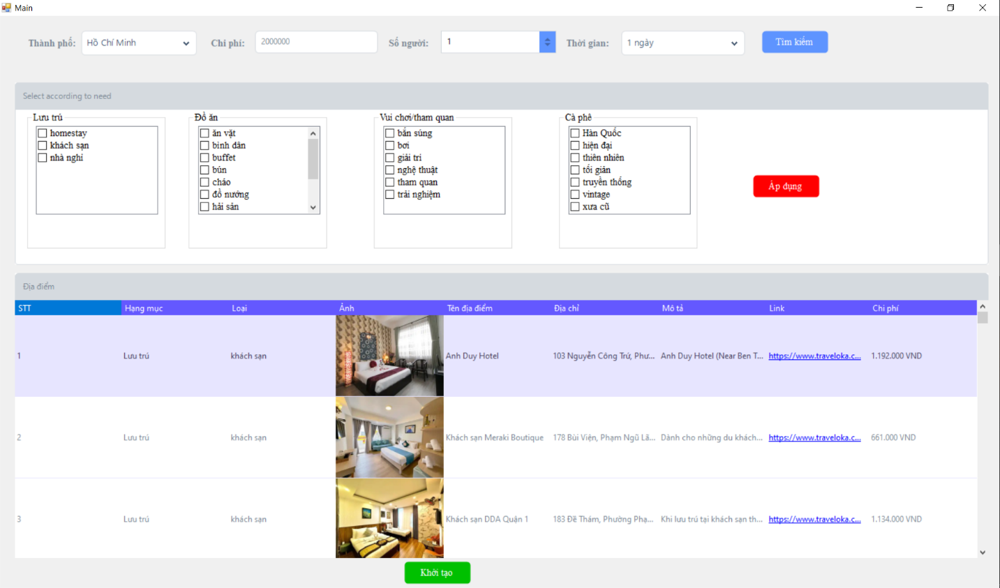 Main
Thành phố: Hồ Chí Minh Chi phí: 2000000 Số người: 1 Thời gian: 1 ngày Tìm kiếm
Select according to need
Lưu trú
homestay
khách sạn
nhà nghỉ
Đồ ăn
ăn vặt
bình dân
buffet
bún
cháo
đồ nướng
hải sản
Vui chơi/tham quan
bắn súng
bơi
giải trí
nghệ thuật
tham quan
trải nghiệm
Cà phê
Hàn Quốc
hiện đại
thiên nhiên
tối giản
truyền thống
vintage
xưa cũ
Áp dụng
Địa điểm
STT Hạng mục Loại Ảnh Tên địa điểm Địa chỉ Mô tả Link Chi phí
1 Lưu trú khách sạn Anh Duy Hotel 103 Nguyễn Công Trứ, Phư... Anh Duy Hotel (Near Ben T... https://www.traveloka.c... 1.192.000 VND
2 Lưu trú khách sạn Khách sạn Meraki Boutique 178 Bùi Viện, Phạm Ngũ Lã... Dành cho những du khách... https://www.traveloka.c... 661.000 VND
3 Lưu trú khách sạn Khách sạn DDA Quận 1 183 Đề Thám, Phường Phạ... Khi lưu trú tại khách sạn th... https://www.traveloka.c... 1.134.000 VND
Khởi tạo